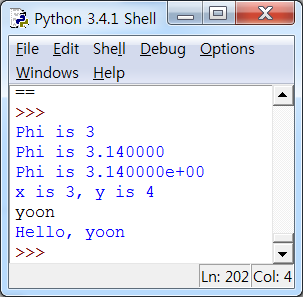 Python 3.4.1 Shell
File Edit Shell Debug Options
Windows Help
==
>>>
Phi is 3
Phi is 3.140000
Phi is 3.140000e+00
x is 3, y is 4
yoon
Hello, yoon
>>>
Ln: 202 Col: 4